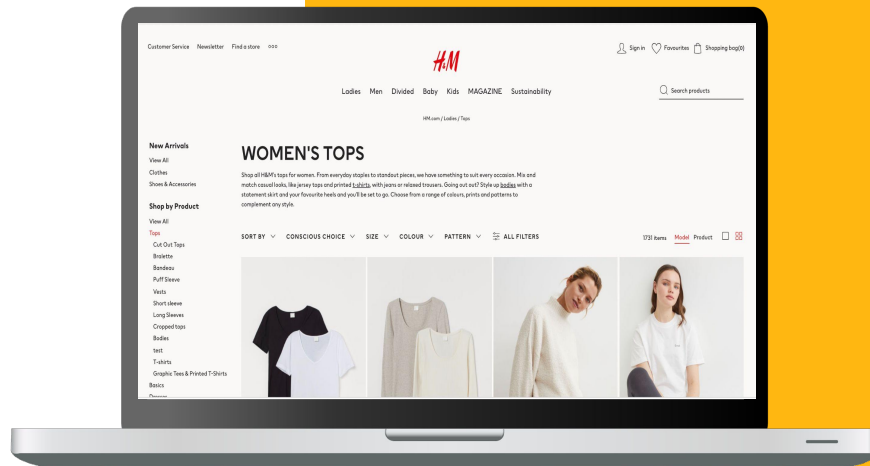 Customer Service Newsletter Find a store ooo
Sign in Favourites Shopping bag(0)
H&M
Ladies Men Divided Baby Kids MAGAZINE Sustainability
Search products
HM.com / Ladies / Tops
New Arrivals
View All
Clothes
Shoes & Accessories
Shop by Product
View All
Tops
Cut Out Tops
Bralette
Bandeau
Puff Sleeve
Vests
Short sleeve
Long Sleeves
Cropped tops
Bodies
test
T-shirts
Graphic Tees & Printed T-Shirts
Basics
Dresses
WOMEN'S TOPS
Shop all H&M's tops for women. From everyday staples to standout pieces, we have something to suit every occasion. Mix and
match casual looks, like jersey tops and printed t-shirts, with jeans or relaxed trousers. Going out out? Style up bodies with a
statement skirt and your favourite heels and you'll be set to go. Choose from a range of colours, prints and patterns to
complement any style.
SORT BY CONSCIOUS CHOICE SIZE COLOUR PATTERN ALL FILTERS
1731 items Model Product